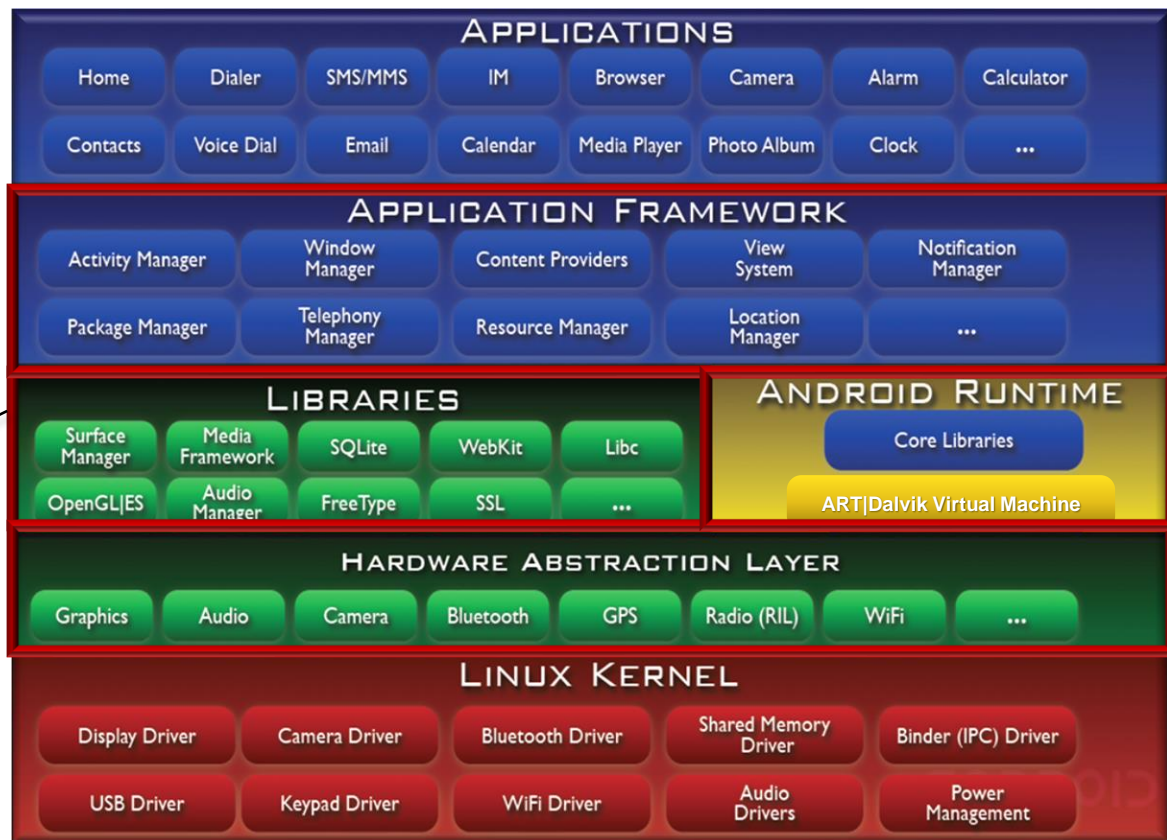 APPLICATIONS
Home Dialer SMS/MMS IM Browser Camera Alarm Calculator
Contacts Voice Dial Email Calendar Media Player Photo Album Clock ...
APPLICATION FRAMEWORK
Activity Manager
Window
Manager
Content Providers
View
System
Notification
Manager
Package Manager
Telephony
Manager
Resource Manager
Location
Manager
...
LIBRARIES
Surface
Manager
Media
Framework
SQLite
WebKit
Libc
OpenGL|ES
Audio
Manager
FreeType
SSL
...
ANDROID RUNTIME
Core Libraries
ART|Dalvik Virtual Machine
HARDWARE ABSTRACTION LAYER
Graphics Audio Camera Bluetooth GPS Radio (RIL) WiFi ...
LINUX KERNEL
Display Driver
Camera Driver
Bluetooth Driver
Shared Memory
Driver
Binder (IPC) Driver
USB Driver
Keypad Driver
WiFi Driver
Audio
Drivers
Power
Management